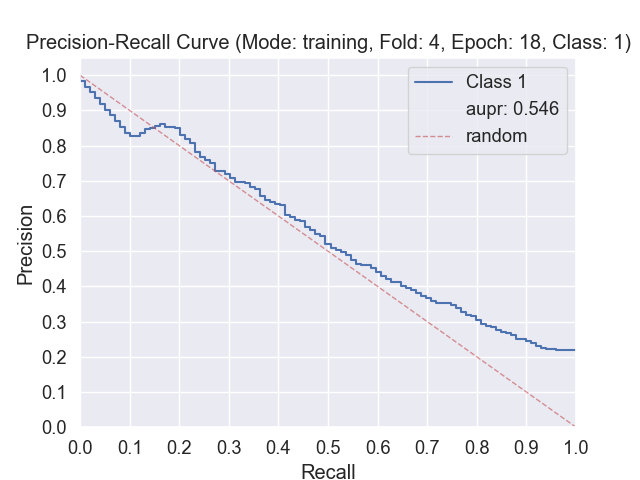 Precision-Recall Curve (Mode: training, Fold: 4, Epoch: 18, Class: 1)
Class 1
aupr: 0.546
random
Precision
1.0
0.9
0.8
0.7
0.6
0.5
0.4
0.3
0.2
0.1
0.0
0.0 0.1 0.2 0.3 0.4 0.5 0.6 0.7 0.8 0.9 1.0
Recall